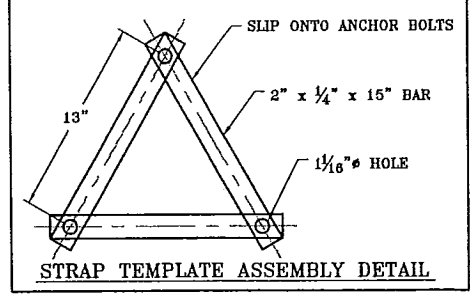 SLIP ONTO ANCHOR BOLTS
13"
2" x 1/4" x 15" BAR
1 1/16"ø HOLE
STRAP TEMPLATE ASSEMBLY DETAIL